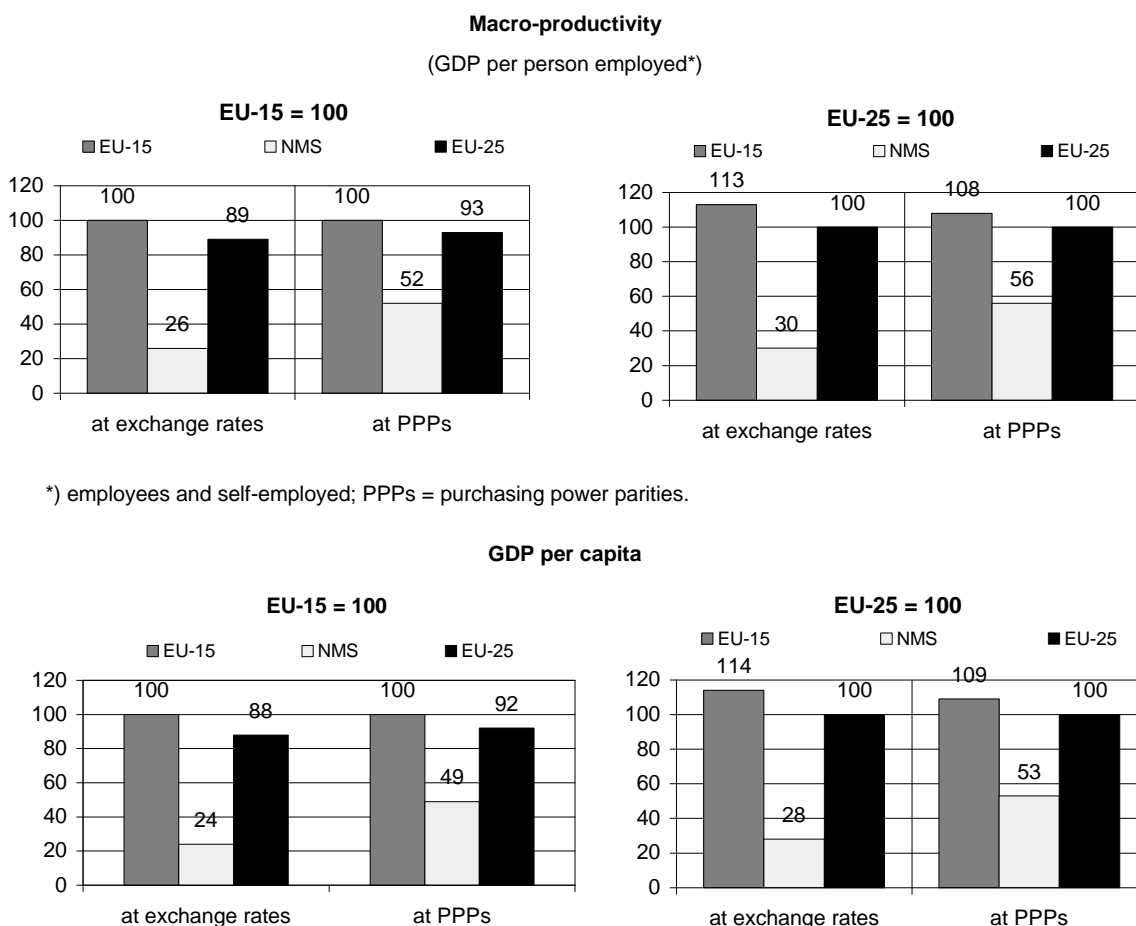 Macro-productivity
(GDP per person employed*)
EU-15 = 100
EU-15 NMS EU-25
120
100
80
60
40
20
0
100 26 89 100 52 93
at exchange rates at PPPs
EU-25 = 100
EU-15 NMS EU-25
120
100
80
60
40
20
0
113 30 100 108 56 100
at exchange rates at PPPs
*) employees and self-employed; PPPs = purchasing power parities.
GDP per capita
EU-15 = 100
EU-15 NMS EU-25
120
100
80
60
40
20
0
100 24 88 100 49 92
at exchange rates at PPPs
EU-25 = 100
EU-15 NMS EU-25
120
100
80
60
40
20
0
114 28 100 109 53 100
at exchange rates at PPPs